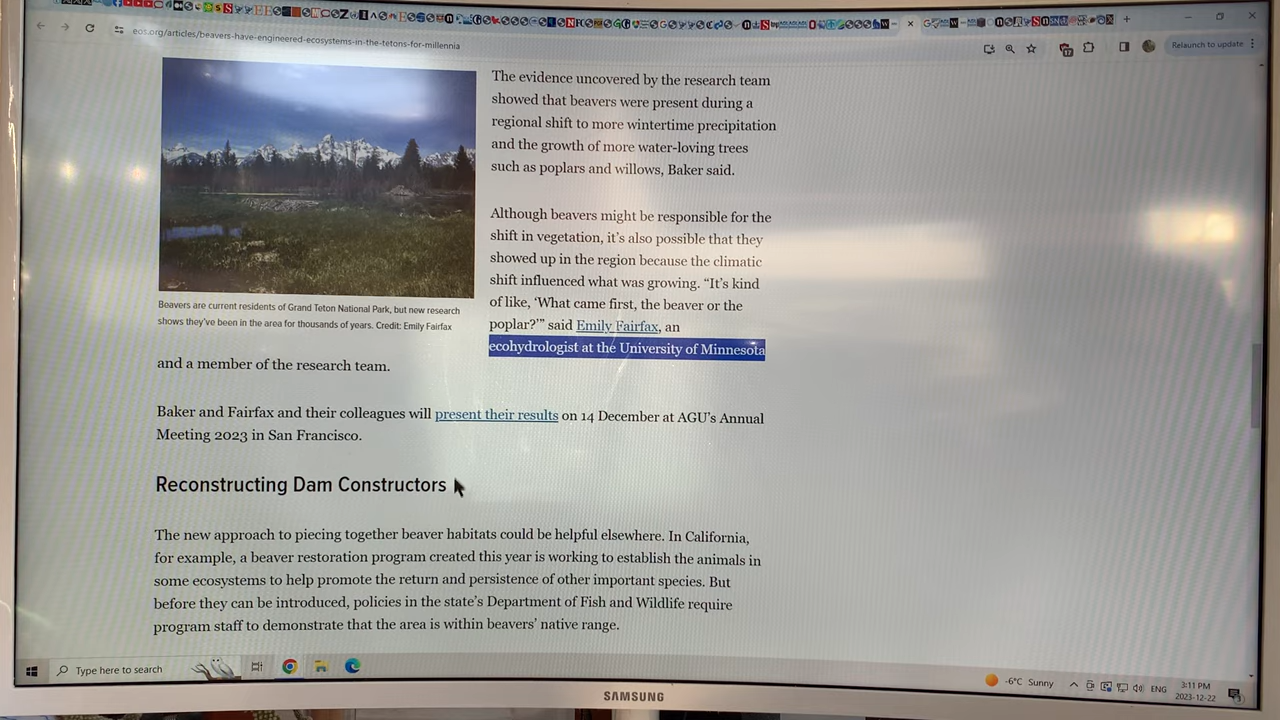 eos.org/articles/beavers-have-engineered-ecosystems-in-the-tetons-for-millennia
Relaunch to update
The evidence uncovered by the research team
showed that beavers were present during a
regional shift to more wintertime precipitation
and the growth of more water-loving trees
such as poplars and willows, Baker said.
Although beavers might be responsible for the
shift in vegetation, it's also possible that they
showed up in the region because the climatic
shift influenced what was growing. “It's kind
of like, ‘What came first, the beaver or the
poplar?’” said Emily Fairfax, an
ecohydrologist at the University of Minnesota
Beavers are current residents of Grand Teton National Park, but new research
shows they've been in the area for thousands of years. Credit: Emily Fairfax
and a member of the research team.
Baker and Fairfax and their colleagues will present their results on 14 December at AGU's Annual
Meeting 2023 in San Francisco.
Reconstructing Dam Constructors
The new approach to piecing together beaver habitats could be helpful elsewhere. In California,
for example, a beaver restoration program created this year is working to establish the animals in
some ecosystems to help promote the return and persistence of other important species. But
before they can be introduced, policies in the state's Department of Fish and Wildlife require
program staff to demonstrate that the area is within beavers' native range.
Type here to search
-6°C Sunny
ENG
3:11 PM
2023-12-22
SAMSUNG